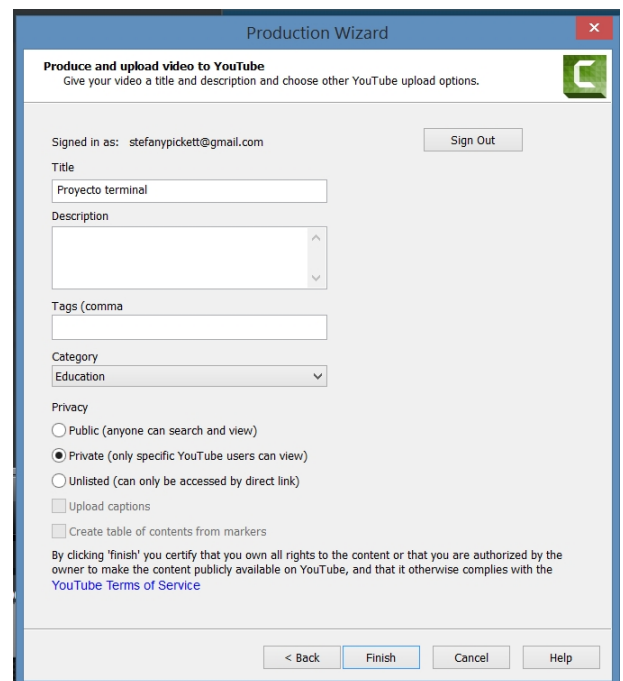 Production Wizard
Produce and upload video to YouTube
Give your video a title and description and choose other YouTube upload options.
Signed in as: stefanypickett@gmail.com
Sign Out
Title
Proyecto terminal
Description
Tags (comma
Category
Education
Privacy
Public (anyone can search and view)
Private (only specific YouTube users can view)
Unlisted (can only be accessed by direct link)
Upload captions
Create table of contents from markers
By clicking 'finish' you certify that you own all rights to the content or that you are authorized by the
owner to make the content publicly available on YouTube, and that it otherwise complies with the
YouTube Terms of Service
< Back
Finish
Cancel
Help